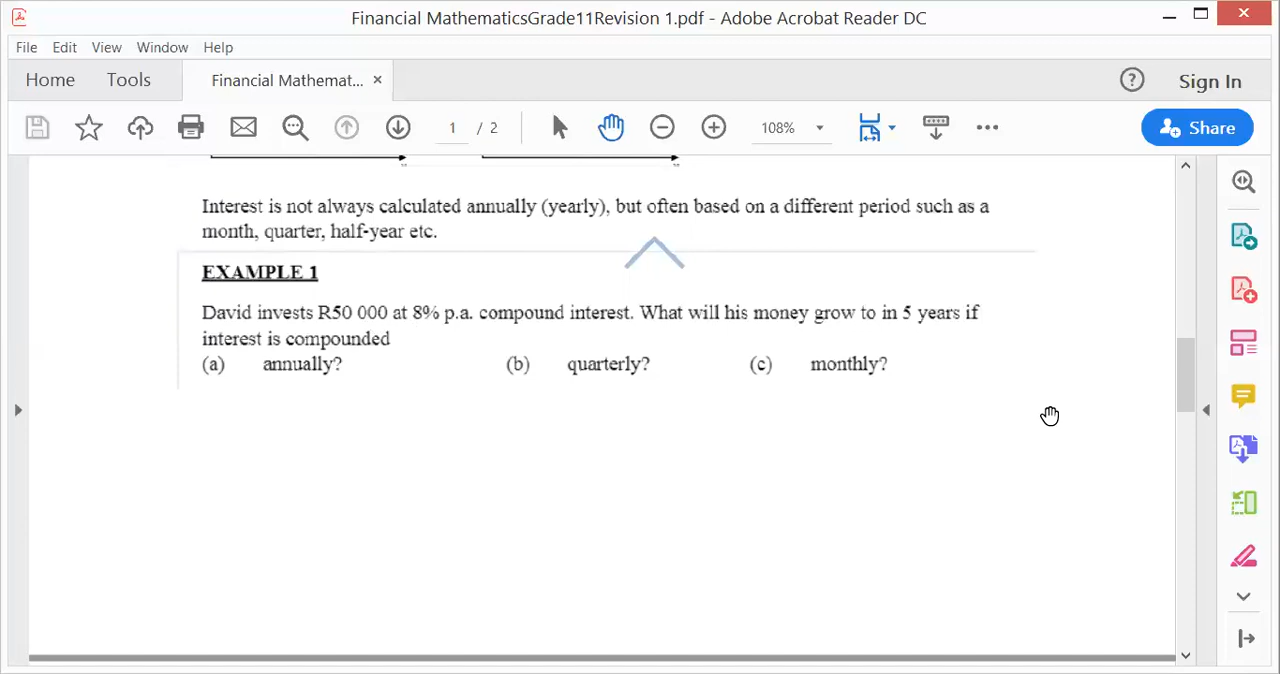 Financial MathematicsGrade11Revision 1.pdf - Adobe Acrobat Reader DC
File Edit View Window Help
Home Tools Financial Mathemat... × ? Sign In
1 / 2 108% Share
Interest is not always calculated annually (yearly), but often based on a different period such as a
month, quarter, half-year etc.
EXAMPLE 1
David invests R50 000 at 8% p.a. compound interest. What will his money grow to in 5 years if
interest is compounded
(a) annually? (b) quarterly? (c) monthly?